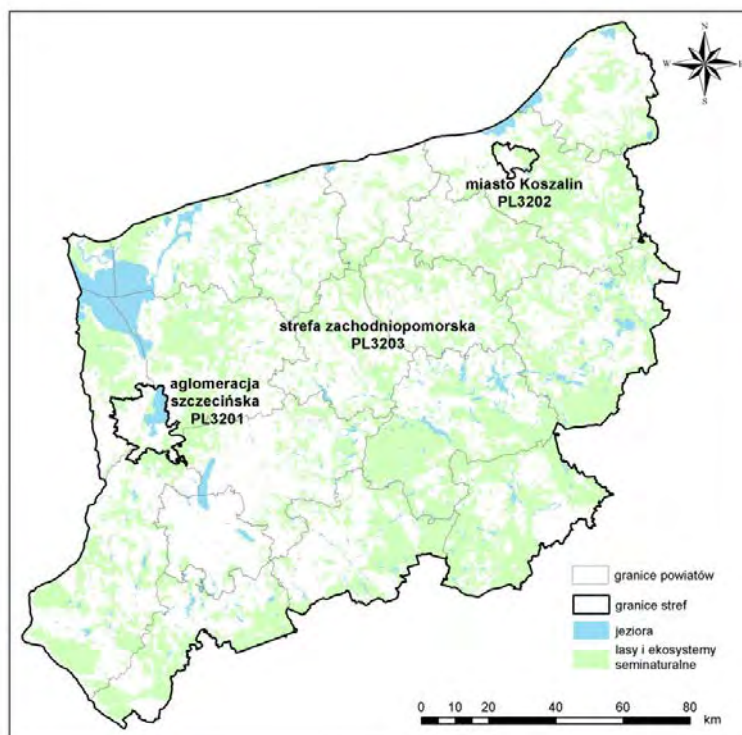 N
W E
S
miasto Koszalin
PL3202
strefa zachodniopomorska
PL3203
aglomeracja
szczecińska
PL3201
granice powiatów
granice stref
jeziora
lasy i ekosystemy
seminaturalne
0 10 20 40 60 80
km